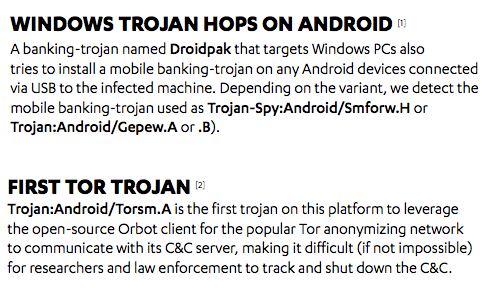 WINDOWS TROJAN HOPS ON ANDROID [1]
A banking-trojan named Droidpak that targets Windows PCs also
tries to install a mobile banking-trojan on any Android devices connected
via USB to the infected machine. Depending on the variant, we detect the
mobile banking-trojan used as Trojan-Spy:Android/Smforw.H or
Trojan:Android/Gepew.A or .B).
FIRST TOR TROJAN [2]
Trojan:Android/Torsm.A is the first trojan on this platform to leverage
the open-source Orbot client for the popular Tor anonymizing network
to communicate with its C&C server, making it difficult (if not impossible)
for researchers and law enforcement to track and shut down the C&C.